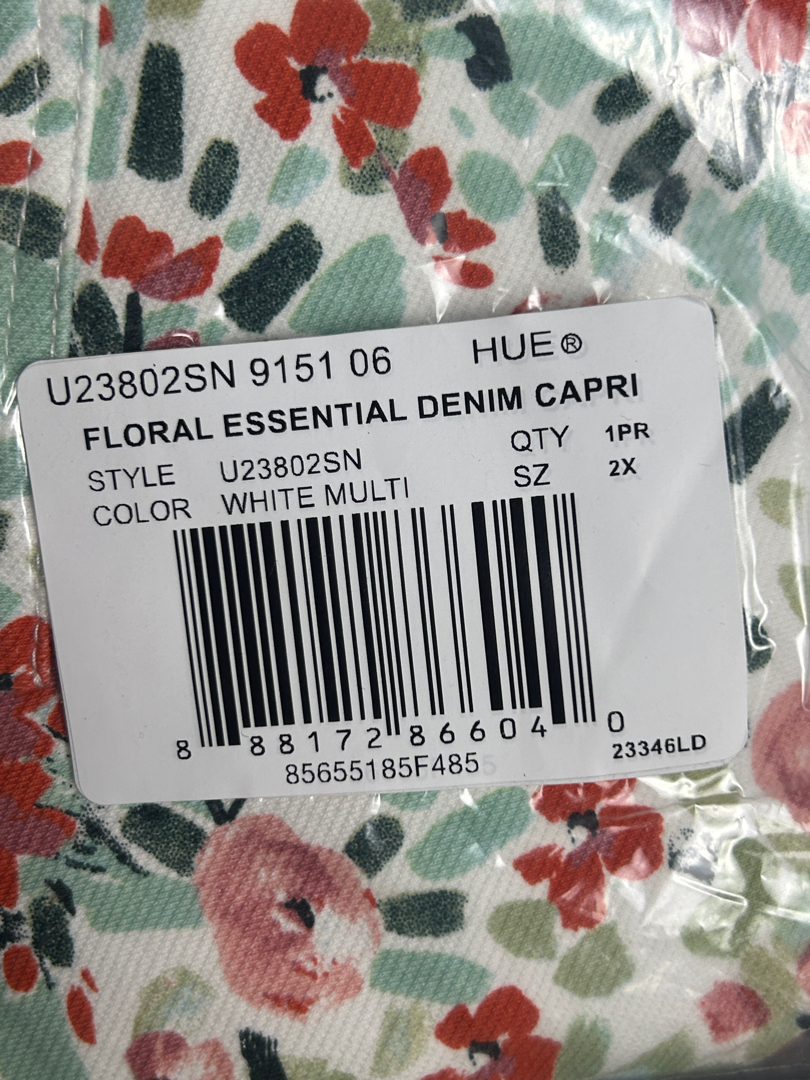 U23802SN 9151 06 HUE®
FLORAL ESSENTIAL DENIM CAPRI
STYLE U23802SN QTY 1PR
COLOR WHITE MULTI SZ 2X
8 88172 86604 0
85655185F485 23346LD